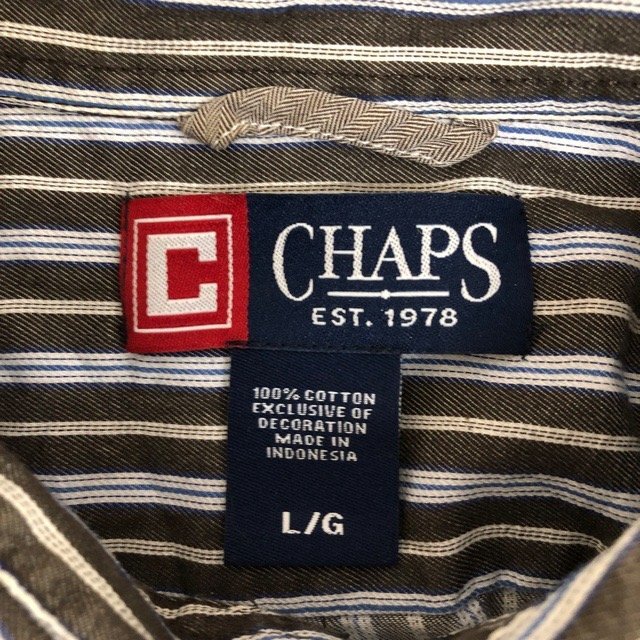 C
CHAPS
EST. 1978
100% COTTON
EXCLUSIVE OF
DECORATION
MADE IN
INDONESIA
L/G